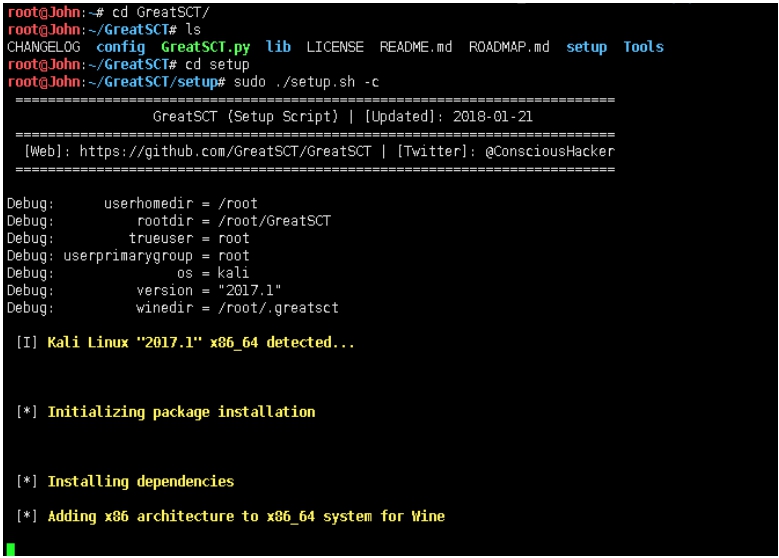 root@John:~# cd GreatSCT/
root@John:~/GreatSCT# ls
CHANGELOG config GreatSCT.py lib LICENSE README.md ROADMAP.md setup Tools
root@John:~/GreatSCT# cd setup
root@John:~/GreatSCT/setup# sudo ./setup.sh -c
==========================================================================
GreatSCT (Setup Script) | [Updated]: 2018-01-21
==========================================================================
[Web]: https://github.com/GreatSCT/GreatSCT | [Twitter]: @ConsciousHacker
==========================================================================
Debug: userhomedir = /root
Debug: rootdir = /root/GreatSCT
Debug: trueuser = root
Debug: userprimarygroup = root
Debug: os = kali
Debug: version = "2017.1"
Debug: winedir = /root/.greatsct
[I] Kali Linux "2017.1" x86_64 detected...
[*] Initializing package installation
[*] Installing dependencies
[*] Adding x86 architecture to x86_64 system for Wine